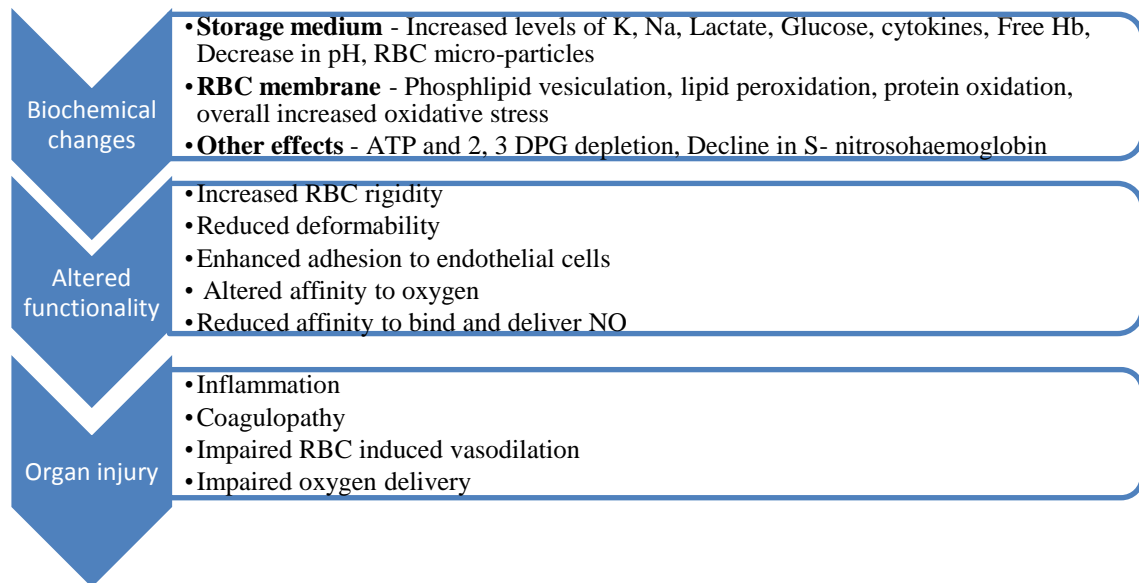 Biochemical
changes
•Storage medium - Increased levels of K, Na, Lactate, Glucose, cytokines, Free Hb,
Decrease in pH, RBC micro-particles
•RBC membrane - Phosphlipid vesiculation, lipid peroxidation, protein oxidation,
overall increased oxidative stress
•Other effects - ATP and 2, 3 DPG depletion, Decline in S- nitrosohaemoglobin
Altered
functionality
•Increased RBC rigidity
•Reduced deformability
•Enhanced adhesion to endothelial cells
• Altered affinity to oxygen
•Reduced affinity to bind and deliver NO
Organ injury
•Inflammation
•Coagulopathy
•Impaired RBC induced vasodilation
•Impaired oxygen delivery